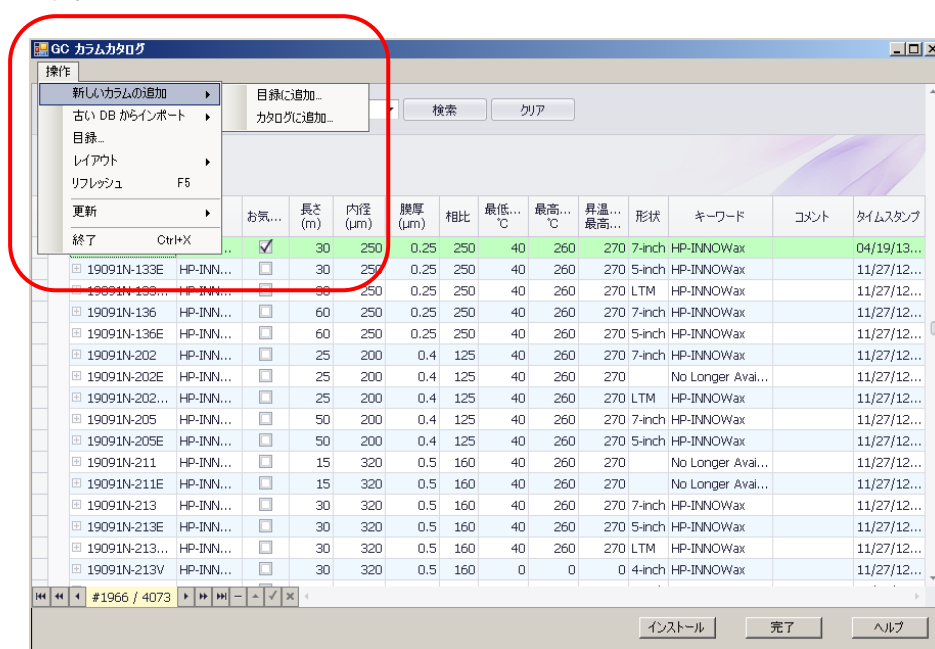 GC カラムカタログ
操作
新しいカラムの追加
目録に追加...
検索 クリア
古い DB からインポート
カタログに追加...
目録...
レイアウト
リフレッシュ F5
更新
終了 Ctrl+X
お気... 長さ (m) 内径 (μm) 膜厚 (μm) 相比 最低... ℃ 最高... ℃ 昇温... 最高... 形状 キーワード コメント タイムスタンプ
... 30 250 0.25 250 40 260 270 7-inch HP-INNOWax 04/19/13...
19091N-133E HP-INN... 30 250 0.25 250 40 260 270 5-inch HP-INNOWax 11/27/12...
19091N-133... HP-INN... 30 250 0.25 250 40 260 270 LTM HP-INNOWax 11/27/12...
19091N-136 HP-INN... 60 250 0.25 250 40 260 270 7-inch HP-INNOWax 11/27/12...
19091N-136E HP-INN... 60 250 0.25 250 40 260 270 5-inch HP-INNOWax 11/27/12...
19091N-202 HP-INN... 25 200 0.4 125 40 260 270 7-inch HP-INNOWax 11/27/12...
19091N-202E HP-INN... 25 200 0.4 125 40 260 270 No Longer Avai... 11/27/12...
19091N-202... HP-INN... 25 200 0.4 125 40 260 270 LTM HP-INNOWax 11/27/12...
19091N-205 HP-INN... 50 200 0.4 125 40 260 270 7-inch HP-INNOWax 11/27/12...
19091N-205E HP-INN... 50 200 0.4 125 40 260 270 5-inch HP-INNOWax 11/27/12...
19091N-211 HP-INN... 15 320 0.5 160 40 260 270 No Longer Avai... 11/27/12...
19091N-211E HP-INN... 15 320 0.5 160 40 260 270 No Longer Avai... 11/27/12...
19091N-213 HP-INN... 30 320 0.5 160 40 260 270 7-inch HP-INNOWax 11/27/12...
19091N-213E HP-INN... 30 320 0.5 160 40 260 270 5-inch HP-INNOWax 11/27/12...
19091N-213... HP-INN... 30 320 0.5 160 40 260 270 LTM HP-INNOWax 11/27/12...
19091N-213V HP-INN... 30 320 0.5 160 0 0 0 4-inch HP-INNOWax 11/27/12...
#1966 / 4073
インストール 完了 ヘルプ